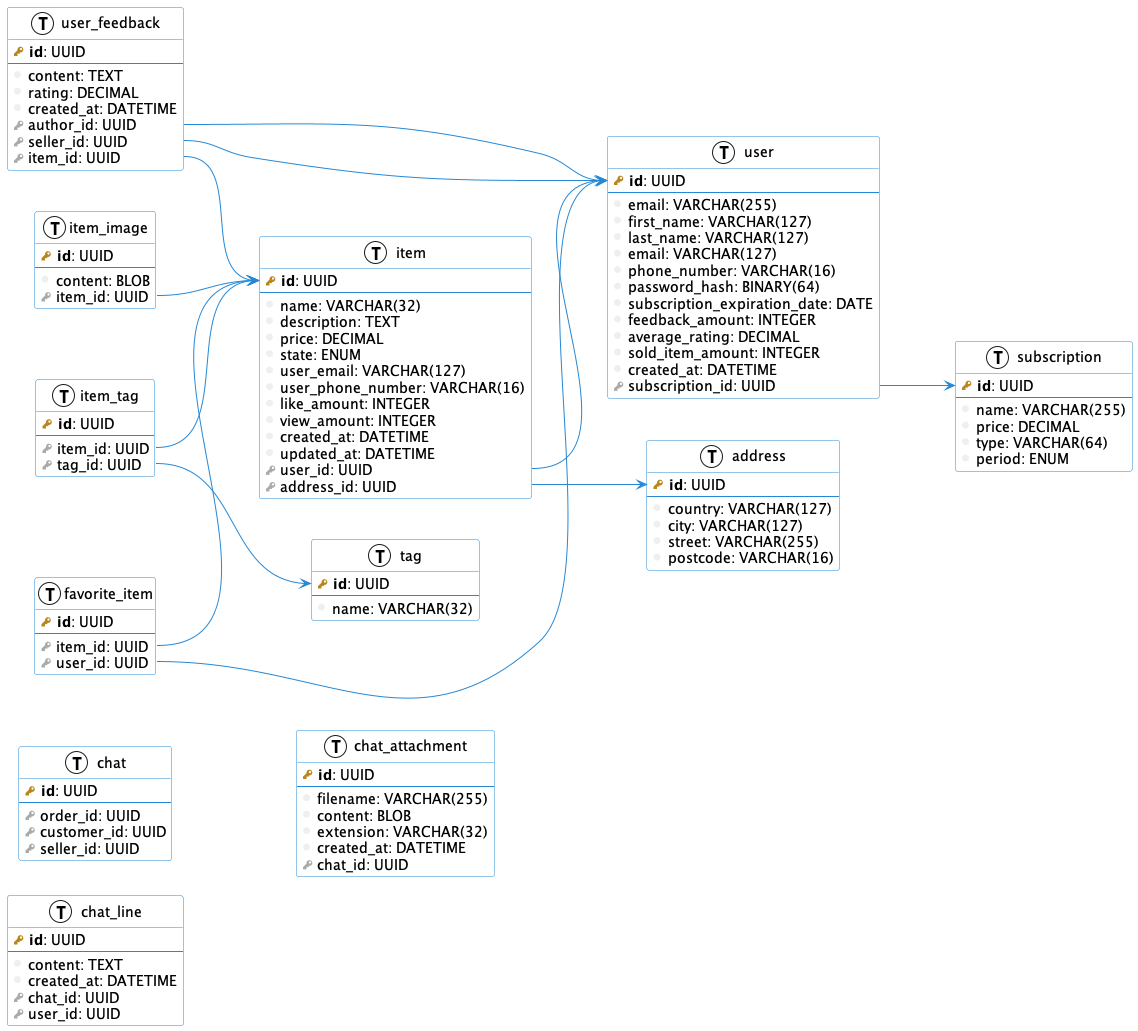 T user_feedback
id: UUID
content: TEXT
rating: DECIMAL
created_at: DATETIME
author_id: UUID
seller_id: UUID
item_id: UUID
T item_image
id: UUID
content: BLOB
item_id: UUID
T item_tag
id: UUID
item_id: UUID
tag_id: UUID
T favorite_item
id: UUID
item_id: UUID
user_id: UUID
T item
id: UUID
name: VARCHAR(32)
description: TEXT
price: DECIMAL
state: ENUM
user_email: VARCHAR(127)
user_phone_number: VARCHAR(16)
like_amount: INTEGER
view_amount: INTEGER
created_at: DATETIME
updated_at: DATETIME
user_id: UUID
address_id: UUID
T tag
id: UUID
name: VARCHAR(32)
T user
id: UUID
email: VARCHAR(255)
first_name: VARCHAR(127)
last_name: VARCHAR(127)
email: VARCHAR(127)
phone_number: VARCHAR(16)
password_hash: BINARY(64)
subscription_expiration_date: DATE
feedback_amount: INTEGER
average_rating: DECIMAL
sold_item_amount: INTEGER
created_at: DATETIME
subscription_id: UUID
T address
id: UUID
country: VARCHAR(127)
city: VARCHAR(127)
street: VARCHAR(255)
postcode: VARCHAR(16)
T subscription
id: UUID
name: VARCHAR(255)
price: DECIMAL
type: VARCHAR(64)
period: ENUM
T chat
id: UUID
order_id: UUID
customer_id: UUID
seller_id: UUID
T chat_attachment
id: UUID
filename: VARCHAR(255)
content: BLOB
extension: VARCHAR(32)
created_at: DATETIME
chat_id: UUID
T chat_line
id: UUID
content: TEXT
created_at: DATETIME
chat_id: UUID
user_id: UUID